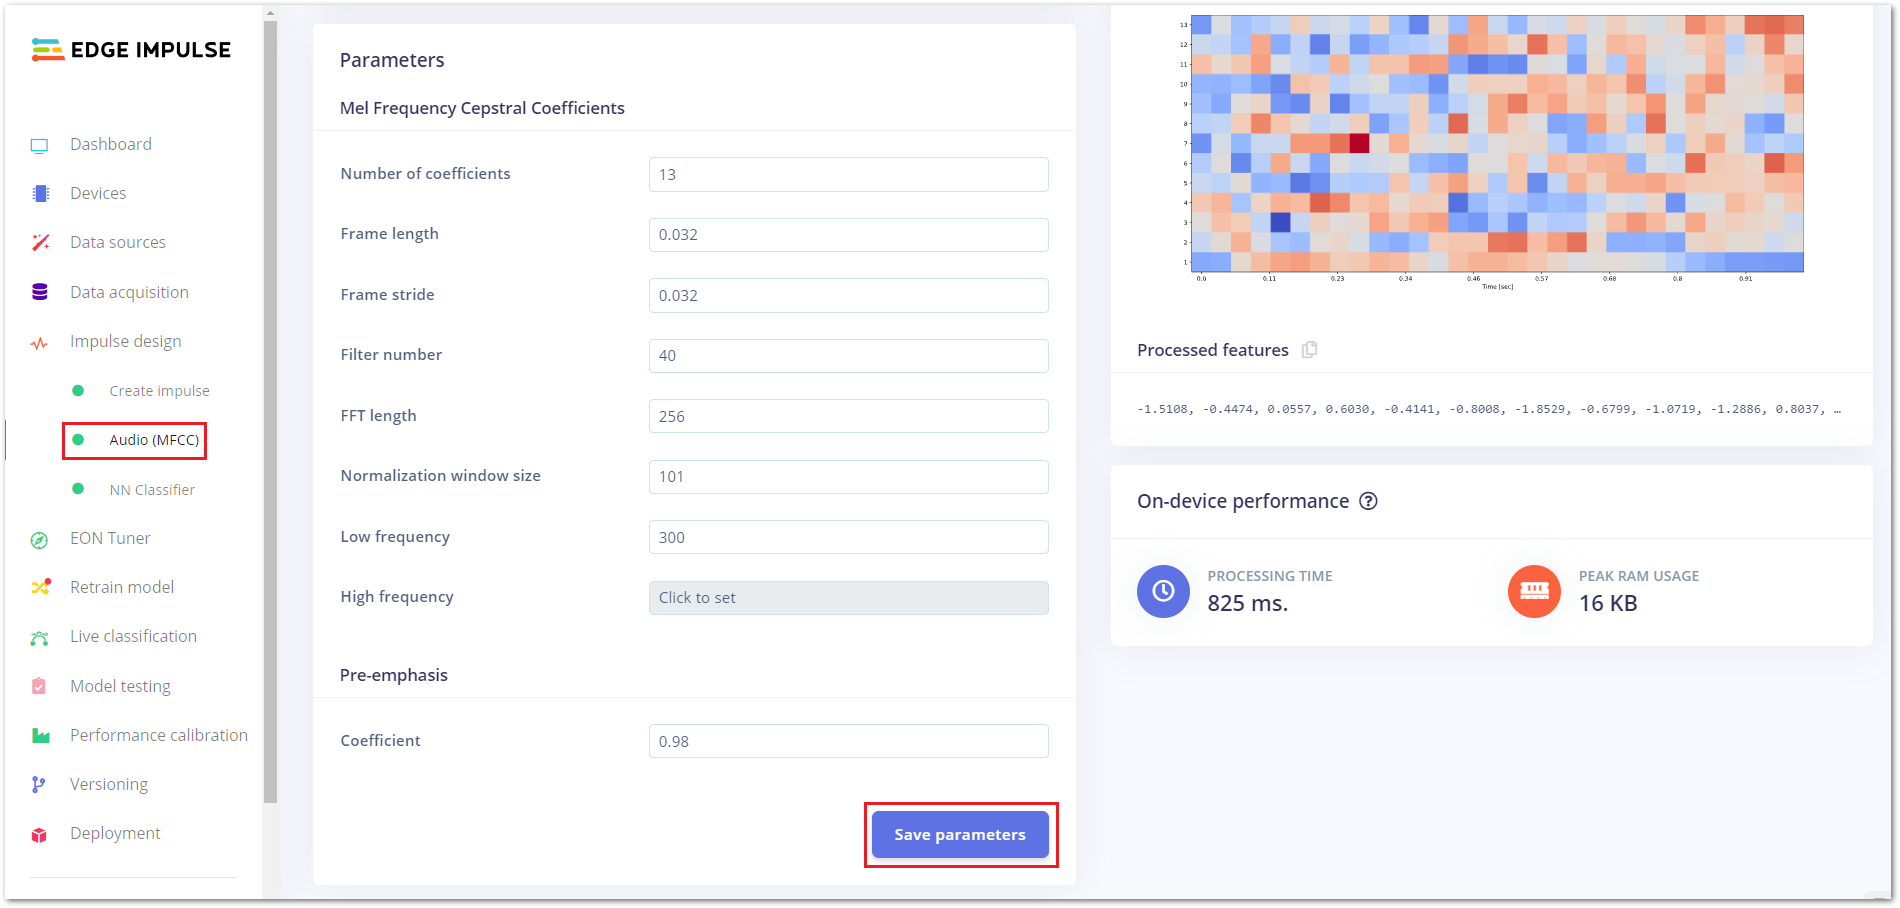 EDGE IMPULSE
Dashboard
Devices
Data sources
Data acquisition
Impulse design
Create impulse
Audio (MFCC)
NN Classifier
EON Tuner
Retrain model
Live classification
Model testing
Performance calibration
Versioning
Deployment
Parameters
Mel Frequency Cepstral Coefficients
Number of coefficients 13
Frame length 0.032
Frame stride 0.032
Filter number 40
FFT length 256
Normalization window size 101
Low frequency 300
High frequency Click to set
Pre-emphasis
Coefficient 0.98
Save parameters
13
12
11
10
9
8
7
6
5
4
3
2
1
0.0 0.11 0.23 0.34 0.46 0.57 0.68 0.8 0.91
Time [sec]
Processed features
-1.5108, -0.4474, 0.0557, 0.6030, -0.4141, -0.8008, -1.8529, -0.6799, -1.0719, -1.2886, 0.8037, …
On-device performance ?
PROCESSING TIME
825 ms.
PEAK RAM USAGE
16 KB